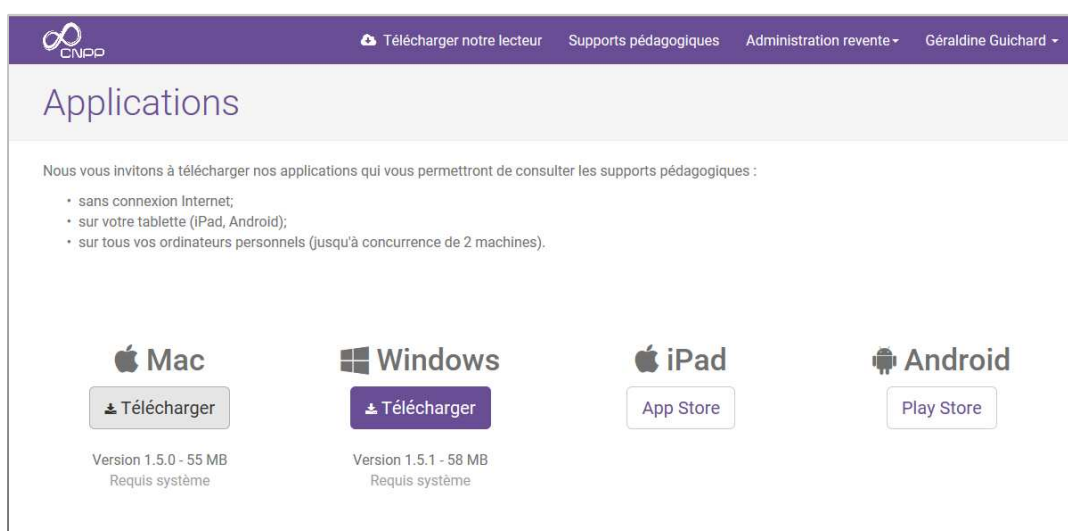 CNPP
Télécharger notre lecteur Supports pédagogiques Administration revente Géraldine Guichard
Applications
Nous vous invitons à télécharger nos applications qui vous permettront de consulter les supports pédagogiques :
• sans connexion Internet;
• sur votre tablette (iPad, Android);
• sur tous vos ordinateurs personnels (jusqu'à concurrence de 2 machines).
Mac Windows iPad Android
Télécharger Télécharger App Store Play Store
Version 1.5.0 - 55 MB Version 1.5.1 - 58 MB
Requis système Requis système